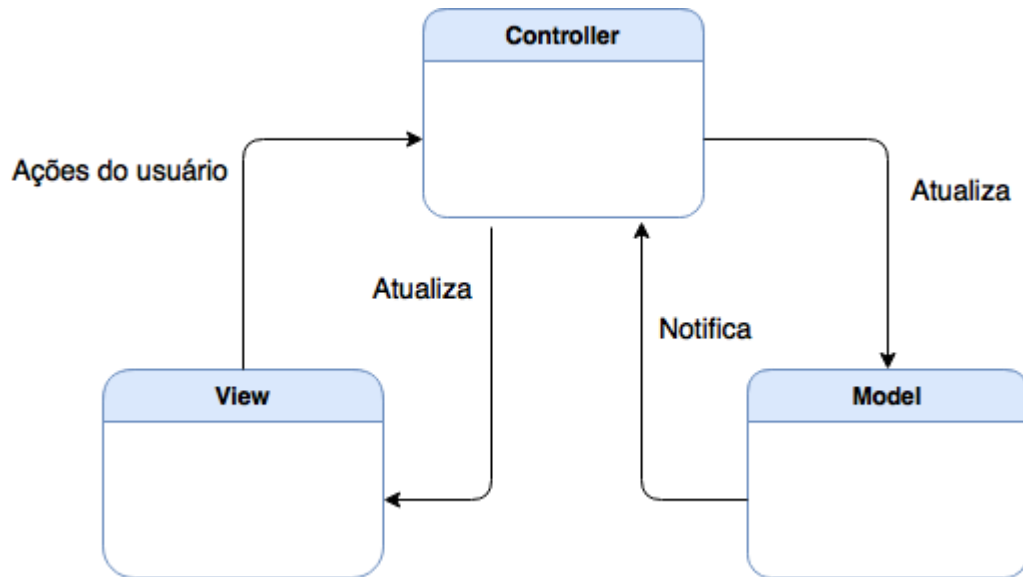 Controller
Ações do usuário
Atualiza
Atualiza
Notifica
View
Model